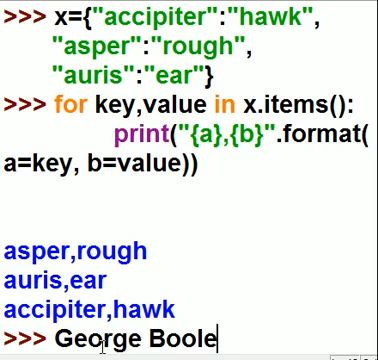 >>> x={"accipiter":"hawk",
"asper":"rough",
"auris":"ear"}
>>> for key,value in x.items():
print("{a},{b}".format(
a=key, b=value))
asper,rough
auris,ear
accipiter,hawk
>>> George Boole